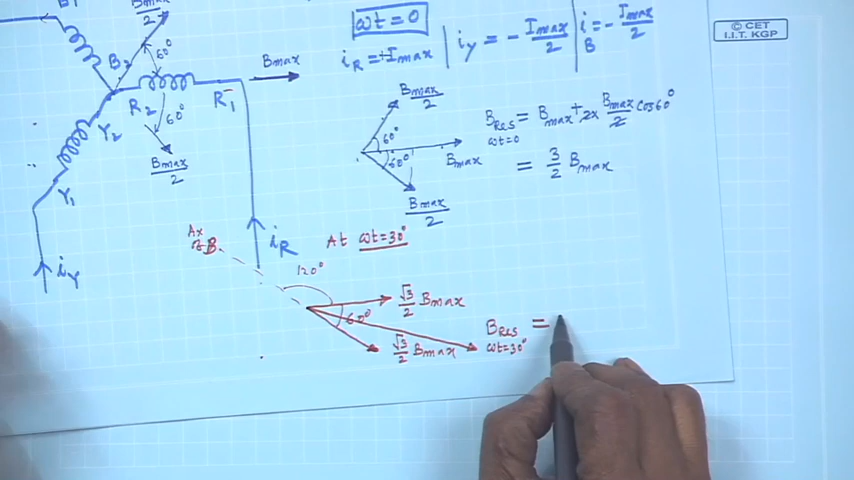 B1
Bmax/2
60°
B2
R2
R1
Bmax
60°
Y2
Bmax/2
Y1
iY
iR
ωt=0
iR = +Imax | iY = - Imax/2 | iB = - Imax/2
© CET
I.I.T. KGP
Bmax/2
60°
60°
Bmax
Bmax/2
BRes ωt=0 = Bmax + 2x Bmax/2 cos60°
= 3/2 Bmax
Ax
of B
At ωt=30°
120°
60°
√3/2 Bmax
√3/2 Bmax
BRes ωt=30° =